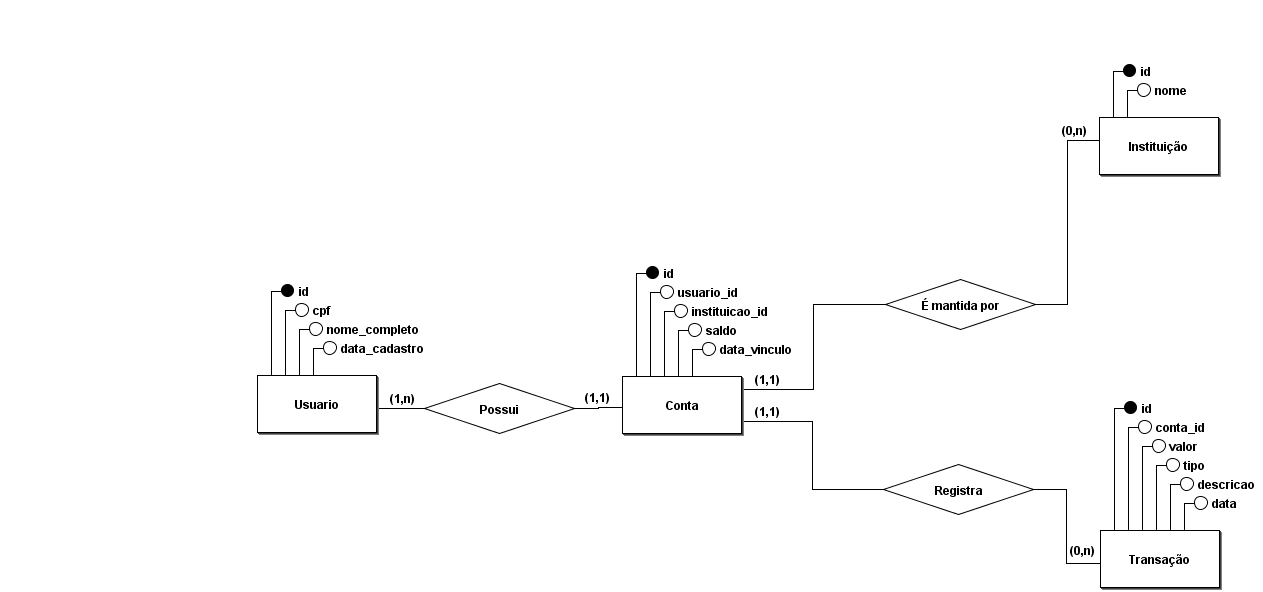 id
nome
(0,n)
Instituição
id
usuario_id
instituicao_id
saldo
data_vinculo
id
cpf
nome_completo
data_cadastro
É mantida por
(1,1)
Usuario
(1,n)
Possui
(1,1)
Conta
(1,1)
id
conta_id
valor
tipo
descricao
data
Registra
(0,n)
Transação